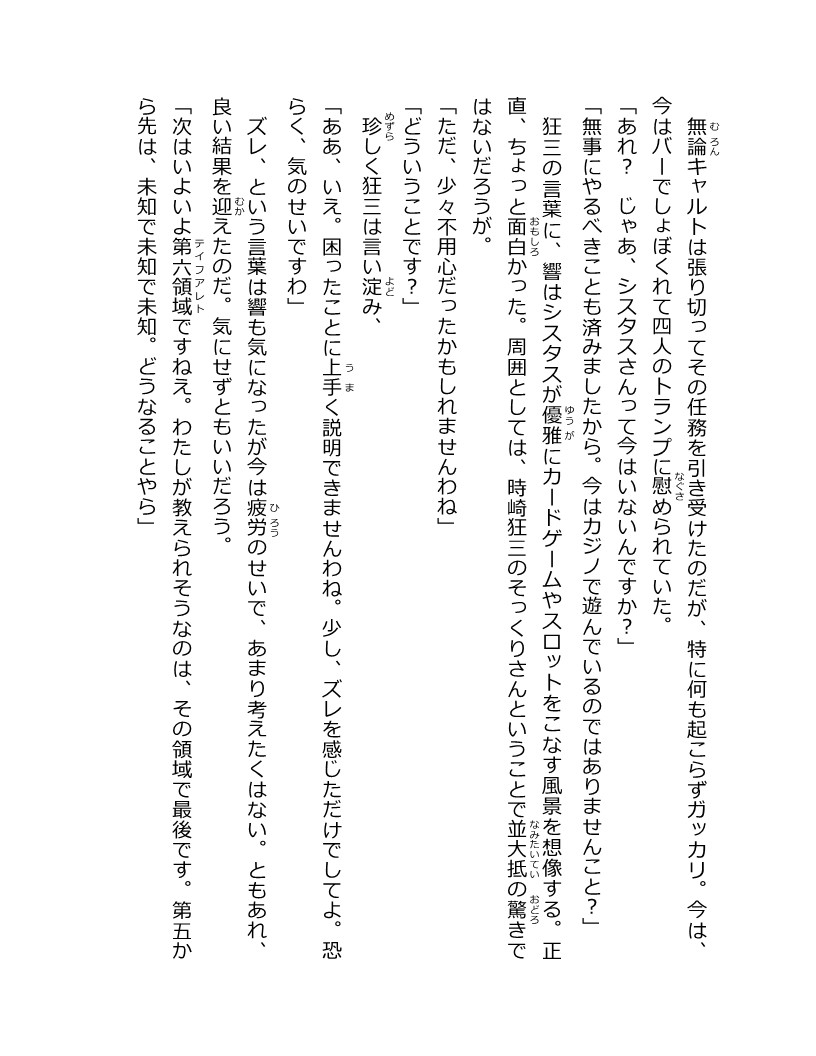 無論キャルトは張り切ってその任務を引き受けたのだが、特に何も起こらずガッカリ。今は、
今はバーでしょぼくれて四人のトランプに慰められていた。
「あれ？　じゃあ、シスタスさんって今はいないんですか？」
「無事にやるべきことも済みましたから。今はカジノで遊んでいるのではありませんこと？」
狂三の言葉に、響はシスタスが優雅にカードゲームやスロットをこなす風景を想像する。正
直、ちょっと面白かった。周囲としては、時崎狂三のそっくりさんということで並大抵の驚きで
はないだろうが。
「ただ、少々不用心だったかもしれませんわね」
「どういうことです？」
珍しく狂三は言い淀み、
「ああ、いえ。困ったことに上手く説明できませんわね。少し、ズレを感じただけでしてよ。恐
らく、気のせいですわ」
ズレ、という言葉は響も気になったが今は疲労のせいで、あまり考えたくはない。ともあれ、
良い結果を迎えたのだ。気にせずともいいだろう。
「次はいよいよ第六領域ですねえ。わたしが教えられそうなのは、その領域で最後です。第五か
ら先は、未知で未知で未知。どうなることやら」